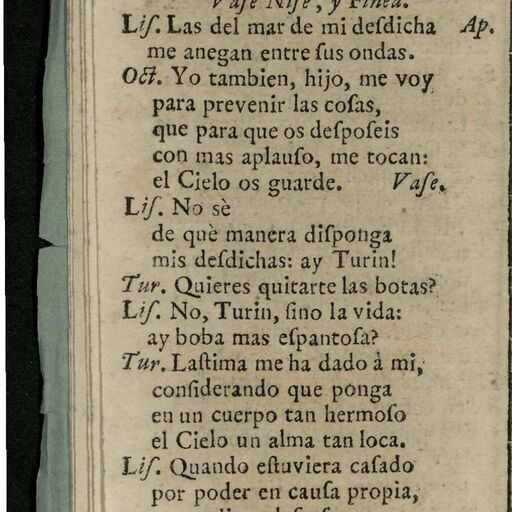 Vaſe Niſe, y Finea.
Liſ. Las del mar de mi deſdicha Ap.
me anegan entre ſus ondas.
Oct. Yo tambien, hijo, me voy
para prevenir las coſas,
que para que os deſpoſeis
con mas aplauſo, me tocan:
el Cielo os guarde. Vaſe.
Liſ. No sè
de què manera diſponga
mis deſdichas: ay Turin!
Tur. Quieres quitarte las botas?
Liſ. No, Turin, ſino la vida:
ay boba mas eſpantoſa?
Tur. Laſtima me ha dado à mi,
conſiderando que ponga
en un cuerpo tan hermoſo
el Cielo un alma tan loca.
Liſ. Quando eſtuviera caſado
por poder en cauſa propia,